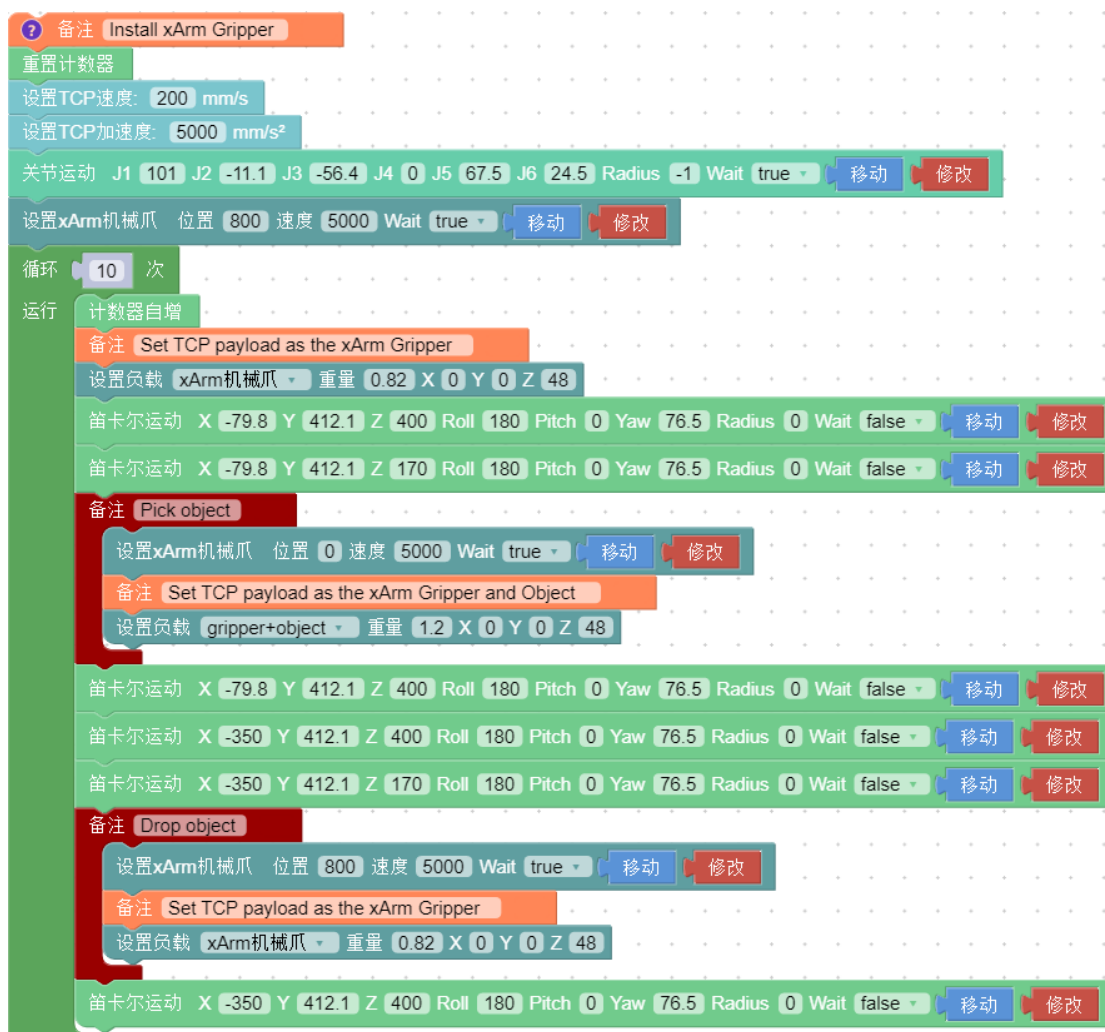 ? 备注 Install xArm Gripper
重置计数器
设置TCP速度: 200 mm/s
设置TCP加速度: 5000 mm/s²
关节运动 J1 101 J2 -11.1 J3 -56.4 J4 0 J5 67.5 J6 24.5 Radius -1 Wait true 移动 修改
设置xArm机械爪 位置 800 速度 5000 Wait true 移动 修改
循环 10 次
运行 计数器自增
备注 Set TCP payload as the xArm Gripper
设置负载 xArm机械爪 重量 0.82 X 0 Y 0 Z 48
笛卡尔运动 X -79.8 Y 412.1 Z 400 Roll 180 Pitch 0 Yaw 76.5 Radius 0 Wait false 移动 修改
笛卡尔运动 X -79.8 Y 412.1 Z 170 Roll 180 Pitch 0 Yaw 76.5 Radius 0 Wait false 移动 修改
备注 Pick object
设置xArm机械爪 位置 0 速度 5000 Wait true 移动 修改
备注 Set TCP payload as the xArm Gripper and Object
设置负载 gripper+object 重量 1.2 X 0 Y 0 Z 48
笛卡尔运动 X -79.8 Y 412.1 Z 400 Roll 180 Pitch 0 Yaw 76.5 Radius 0 Wait false 移动 修改
笛卡尔运动 X -350 Y 412.1 Z 400 Roll 180 Pitch 0 Yaw 76.5 Radius 0 Wait false 移动 修改
笛卡尔运动 X -350 Y 412.1 Z 170 Roll 180 Pitch 0 Yaw 76.5 Radius 0 Wait false 移动 修改
备注 Drop object
设置xArm机械爪 位置 800 速度 5000 Wait true 移动 修改
备注 Set TCP payload as the xArm Gripper
设置负载 xArm机械爪 重量 0.82 X 0 Y 0 Z 48
笛卡尔运动 X -350 Y 412.1 Z 400 Roll 180 Pitch 0 Yaw 76.5 Radius 0 Wait false 移动 修改